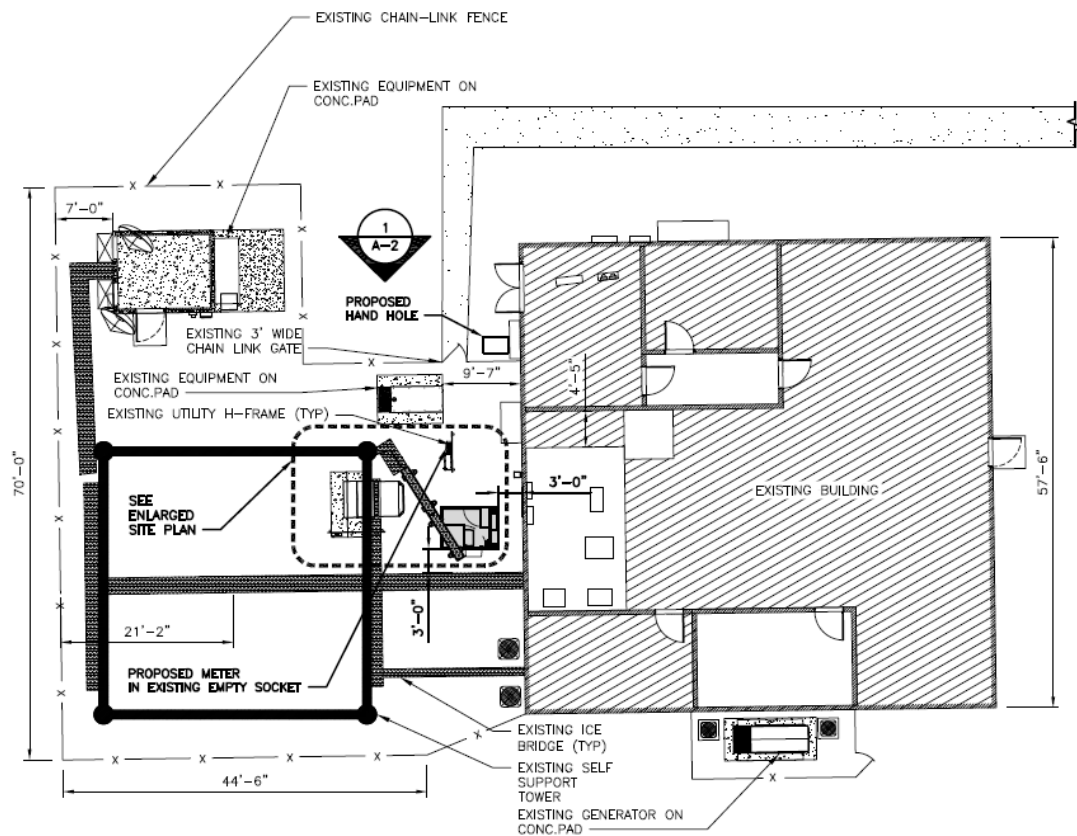 EXISTING CHAIN-LINK FENCE
EXISTING EQUIPMENT ON
CONC.PAD
7'-0"
1
A-2
PROPOSED
HAND HOLE
EXISTING 3' WIDE
CHAIN LINK GATE
9'-7"
4'-5"
EXISTING EQUIPMENT ON
CONC.PAD
EXISTING UTILITY H-FRAME (TYP)
70'-0"
SEE
ENLARGED
SITE PLAN
3'-0"
EXISTING BUILDING
57'-6"
3'-0"
21'-2"
PROPOSED METER
IN EXISTING EMPTY SOCKET
EXISTING ICE
BRIDGE (TYP)
44'-6"
EXISTING SELF
SUPPORT
TOWER
EXISTING GENERATOR ON
CONC.PAD